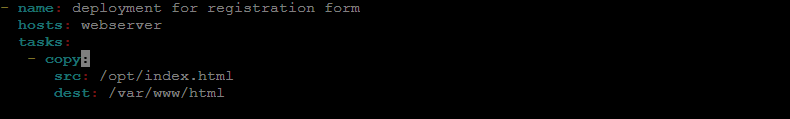 - name: deployment for registration form
  hosts: webserver
  tasks:
   - copy:
      src: /opt/index.html
      dest: /var/www/html